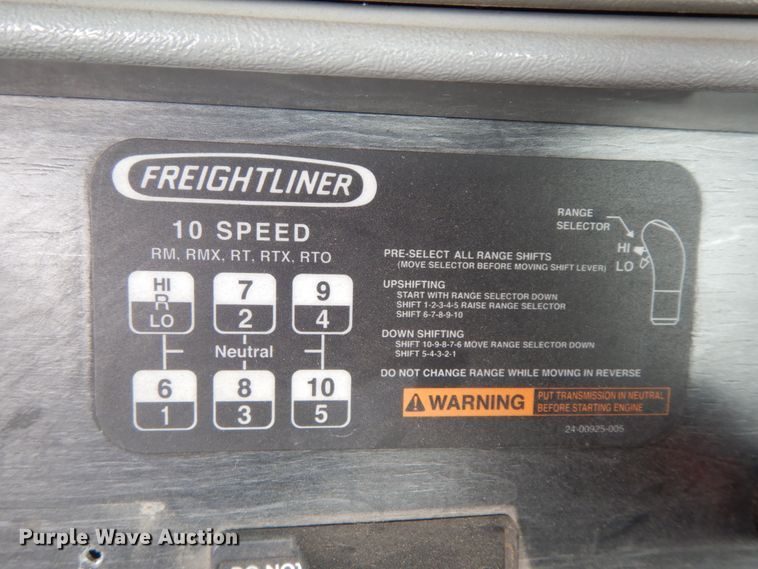 FREIGHTLINER
10 SPEED
RM, RMX, RT, RTX, RTO
HI
R
LO
7
2
9
4
Neutral
6
1
8
3
10
5
RANGE
SELECTOR
HI
LO
PRE-SELECT ALL RANGE SHIFTS
(MOVE SELECTOR BEFORE MOVING SHIFT LEVER)
UPSHIFTING
START WITH RANGE SELECTOR DOWN
SHIFT 1-2-3-4-5 RAISE RANGE SELECTOR
SHIFT 6-7-8-9-10
DOWN SHIFTING
SHIFT 10-9-8-7-6 MOVE RANGE SELECTOR DOWN
SHIFT 5-4-3-2-1
DO NOT CHANGE RANGE WHILE MOVING IN REVERSE
WARNING
PUT TRANSMISSION IN NEUTRAL
BEFORE STARTING ENGINE
24-00925-005
DO NOT
Purple Wave Auction